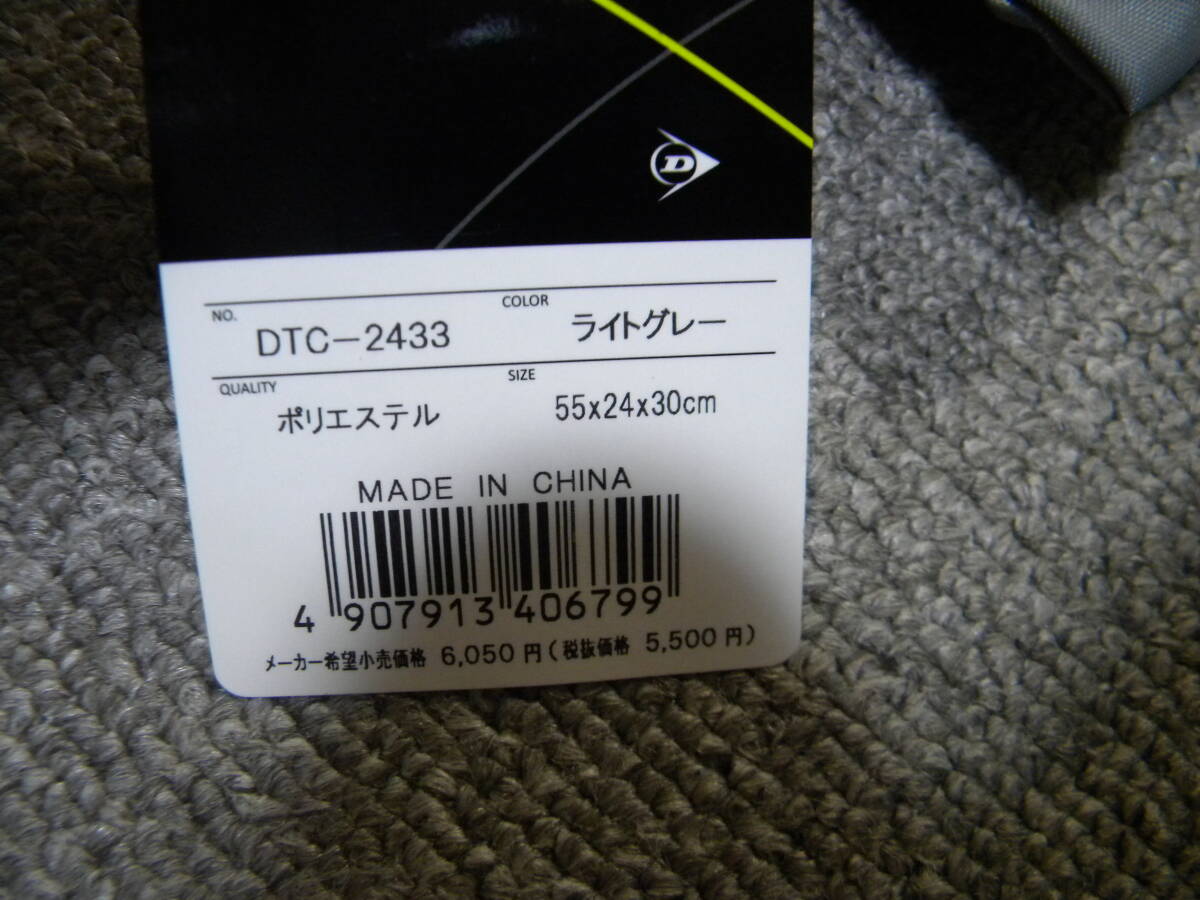 D
NO. COLOR
DTC-2433 ライトグレー
QUALITY SIZE
ポリエステル 55x24x30cm
MADE IN CHINA
4 907913 406799
メーカー希望小売価格 6,050 円(税抜価格 5,500 円)